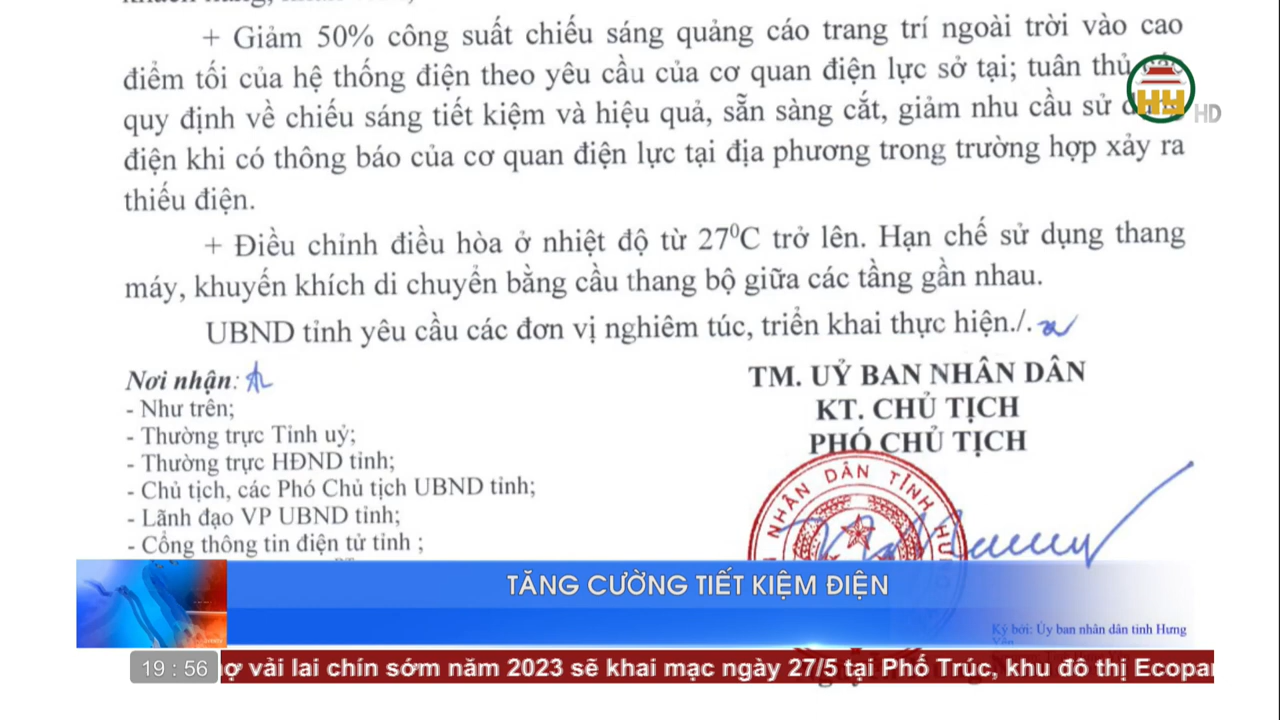 + Giảm 50% công suất chiếu sáng quảng cáo trang trí ngoài trời vào cao
điểm tối của hệ thống điện theo yêu cầu của cơ quan điện lực sở tại; tuân thủ
quy định về chiếu sáng tiết kiệm và hiệu quả, sẵn sàng cắt, giảm nhu cầu sử
điện khi có thông báo của cơ quan điện lực tại địa phương trong trường hợp xảy ra
thiếu điện.
+ Điều chỉnh điều hòa ở nhiệt độ từ 27⁰C trở lên. Hạn chế sử dụng thang
máy, khuyến khích di chuyển bằng cầu thang bộ giữa các tầng gần nhau.
UBND tỉnh yêu cầu các đơn vị nghiêm túc, triển khai thực hiện./.
HD
Nơi nhận:
- Như trên;
- Thường trực Tỉnh uỷ;
- Thường trực HĐND tỉnh;
- Chủ tịch, các Phó Chủ tịch UBND tỉnh;
- Lãnh đạo VP UBND tỉnh;
- Cổng thông tin điện tử tỉnh ;
TM. UỶ BAN NHÂN DÂN
KT. CHỦ TỊCH
PHÓ CHỦ TỊCH
NHÂN DÂN TỈNH
TĂNG CƯỜNG TIẾT KIỆM ĐIỆN
Ký bởi: Ủy ban nhân dân tỉnh Hưng
19 : 56
vải lai chín sớm năm 2023 sẽ khai mạc ngày 27/5 tại Phố Trúc, khu đô thị